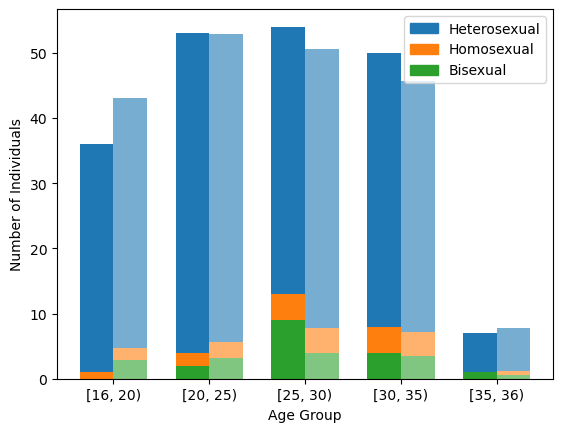 Heterosexual
Homosexual
Bisexual
50
40
30
20
10
0
Number of Individuals
[16, 20)
[20, 25)
[25, 30)
[30, 35)
[35, 36)
Age Group